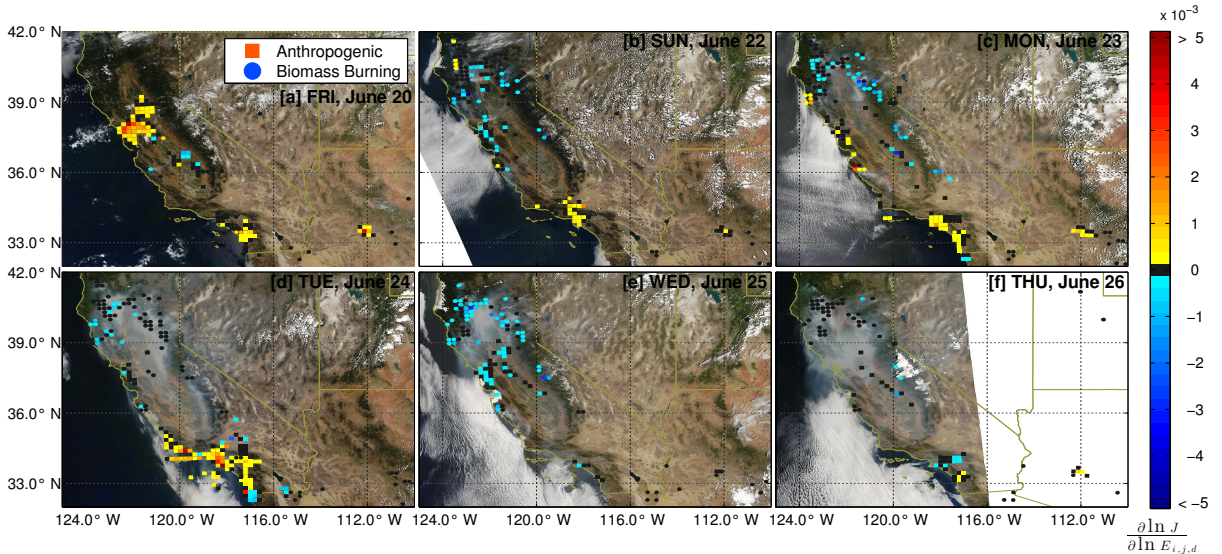 x 10⁻³
42.0° N
Anthropogenic
Biomass Burning
[a] FRI, June 20
[b] SUN, June 22
[c] MON, June 23
39.0° N
36.0° N
33.0° N
> 5
4
3
2
1
0
−1
−2
−3
−4
< −5
42.0° N
[d] TUE, June 24
[e] WED, June 25
[f] THU, June 26
39.0° N
36.0° N
33.0° N
124.0° W 120.0° W 116.0° W 112.0° W
124.0° W 120.0° W 116.0° W 112.0° W
124.0° W 120.0° W 116.0° W 112.0° W
∂ ln J
∂ ln E i,j,d